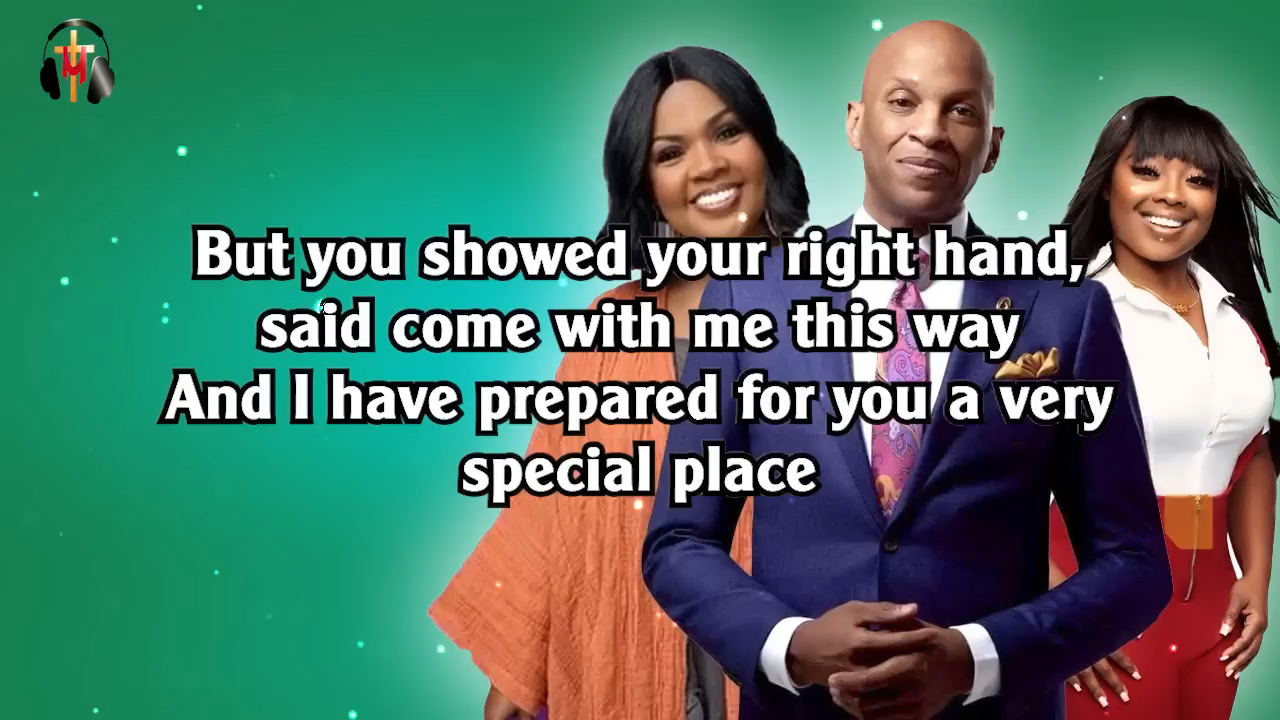 M
But you showed your right hand,
said come with me this way
And I have prepared for you a very
special place